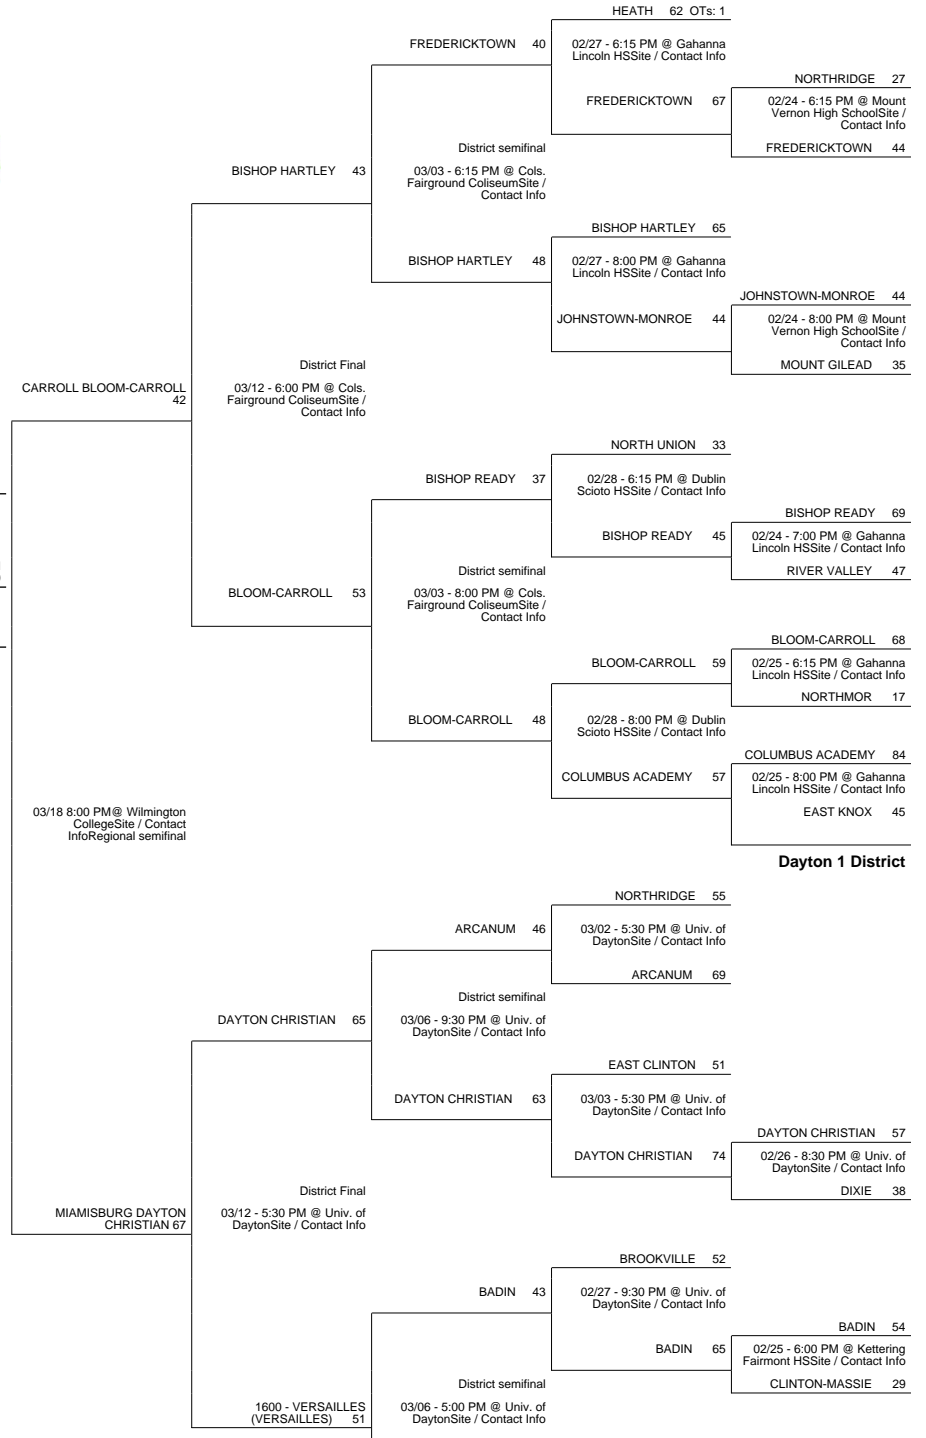 HEATH 62 OTs: 1
FREDERICKTOWN 40
02/27 - 6:15 PM @ Gahanna
Lincoln HSSite / Contact Info
NORTHRIDGE 27
FREDERICKTOWN 67
02/24 - 6:15 PM @ Mount
Vernon High SchoolSite /
Contact Info
FREDERICKTOWN 44
District semifinal
BISHOP HARTLEY 43
03/03 - 6:15 PM @ Cols.
Fairground ColiseumSite /
Contact Info
BISHOP HARTLEY 65
BISHOP HARTLEY 48
02/27 - 8:00 PM @ Gahanna
Lincoln HSSite / Contact Info
JOHNSTOWN-MONROE 44
JOHNSTOWN-MONROE 44
02/24 - 8:00 PM @ Mount
Vernon High SchoolSite /
Contact Info
MOUNT GILEAD 35
District Final
CARROLL BLOOM-CARROLL
42
03/12 - 6:00 PM @ Cols.
Fairground ColiseumSite /
Contact Info
NORTH UNION 33
BISHOP READY 37
02/28 - 6:15 PM @ Dublin
Scioto HSSite / Contact Info
BISHOP READY 69
BISHOP READY 45
02/24 - 7:00 PM @ Gahanna
Lincoln HSSite / Contact Info
RIVER VALLEY 47
District semifinal
BLOOM-CARROLL 53
03/03 - 8:00 PM @ Cols.
Fairground ColiseumSite /
Contact Info
BLOOM-CARROLL 68
BLOOM-CARROLL 59
02/25 - 6:15 PM @ Gahanna
Lincoln HSSite / Contact Info
NORTHMOR 17
BLOOM-CARROLL 48
02/28 - 8:00 PM @ Dublin
Scioto HSSite / Contact Info
COLUMBUS ACADEMY 84
COLUMBUS ACADEMY 57
02/25 - 8:00 PM @ Gahanna
Lincoln HSSite / Contact Info
EAST KNOX 45
03/18 8:00 PM@ Wilmington
CollegeSite / Contact
InfoRegional semifinal
Dayton 1 District
NORTHRIDGE 55
ARCANUM 46
03/02 - 5:30 PM @ Univ. of
DaytonSite / Contact Info
ARCANUM 69
District semifinal
DAYTON CHRISTIAN 65
03/06 - 9:30 PM @ Univ. of
DaytonSite / Contact Info
EAST CLINTON 51
DAYTON CHRISTIAN 63
03/03 - 5:30 PM @ Univ. of
DaytonSite / Contact Info
DAYTON CHRISTIAN 57
DAYTON CHRISTIAN 74
02/26 - 8:30 PM @ Univ. of
DaytonSite / Contact Info
DIXIE 38
District Final
MIAMISBURG DAYTON
CHRISTIAN 67
03/12 - 5:30 PM @ Univ. of
DaytonSite / Contact Info
BROOKVILLE 52
BADIN 43
02/27 - 9:30 PM @ Univ. of
DaytonSite / Contact Info
BADIN 54
BADIN 65
02/25 - 6:00 PM @ Kettering
Fairmont HSSite / Contact Info
CLINTON-MASSIE 29
District semifinal
1600 - VERSAILLES
(VERSAILLES) 51
03/06 - 5:00 PM @ Univ. of
DaytonSite / Contact Info